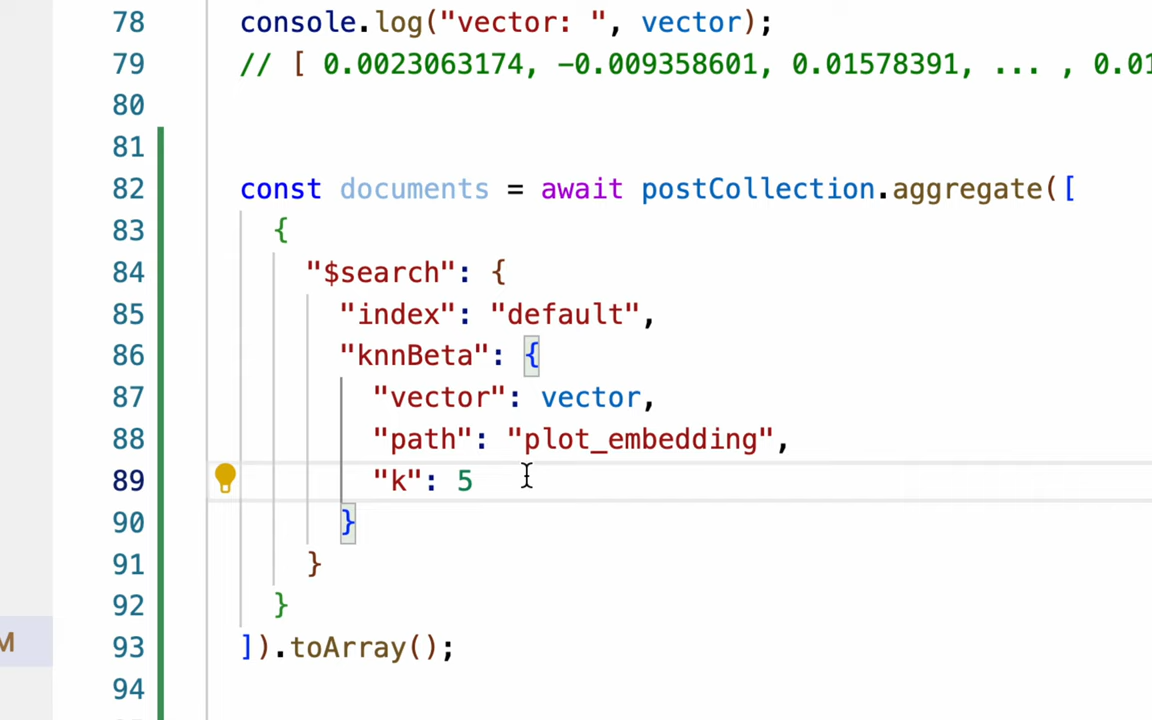 78 console.log("vector: ", vector);
79 // [ 0.0023063174, -0.009358601, 0.01578391, ... , 0.01
80
81
82 const documents = await postCollection.aggregate([
83 {
84 "$search": {
85 "index": "default",
86 "knnBeta": {
87 "vector": vector,
88 "path": "plot_embedding",
89 "k": 5
90 }
91 }
92 }
M
93 ]).toArray();
94